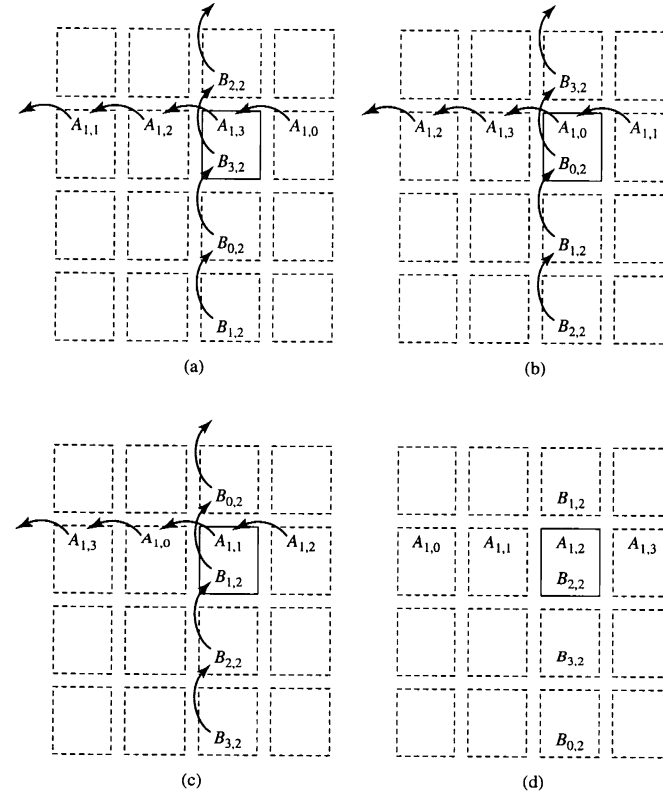 B2,2
A1,1 A1,2 A1,3 A1,0
B3,2
B0,2
B1,2
(a)
B3,2
A1,2 A1,3 A1,0 A1,1
B0,2
B1,2
B2,2
(b)
B0,2
A1,3 A1,0 A1,1 A1,2
B1,2
B2,2
B3,2
(c)
B1,2
A1,0 A1,1 A1,2 A1,3
B2,2
B3,2
B0,2
(d)